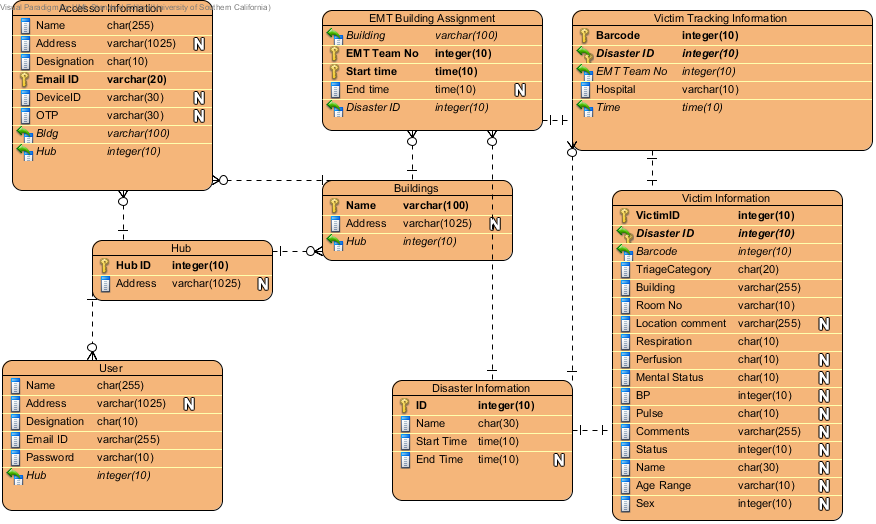 Access Information
Name char(255)
Address varchar(1025) N
Designation char(10)
Email ID varchar(20)
DeviceID varchar(30) N
OTP varchar(30) N
Bldg varchar(100)
Hub integer(10)
EMT Building Assignment
Building varchar(100)
EMT Team No integer(10)
Start time time(10)
End time time(10) N
Disaster ID integer(10)
Victim Tracking Information
Barcode integer(10)
Disaster ID integer(10)
EMT Team No integer(10)
Hospital varchar(10)
Time time(10)
Buildings
Name varchar(100)
Address varchar(1025) N
Hub integer(10)
Hub
Hub ID integer(10)
Address varchar(1025) N
Victim Information
VictimID integer(10)
Disaster ID integer(10)
Barcode integer(10)
TriageCategory char(20)
Building varchar(255)
Room No varchar(10)
Location comment varchar(255) N
Respiration char(10)
Perfusion char(10) N
Mental Status char(10) N
BP integer(10) N
Pulse char(10) N
Comments varchar(255) N
Status integer(10) N
Name char(30) N
Age Range varchar(10) N
Sex integer(10) N
User
Name char(255)
Address varchar(1025) N
Designation char(10)
Email ID varchar(255)
Password varchar(10)
Hub integer(10)
Disaster Information
ID integer(10)
Name char(30)
Start Time time(10)
End Time time(10) N